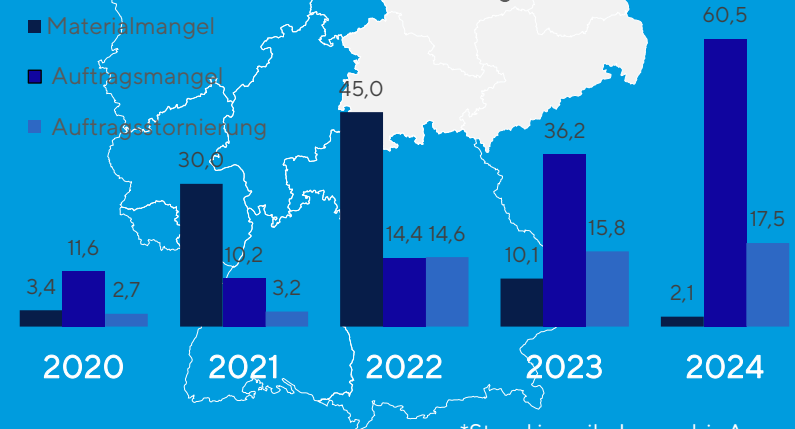 Materialmangel
Auftragsmangel
Auftragsstornierung
3,4 11,6 2,7
30,0 10,2 3,2
45,0 14,4 14,6
10,1 36,2 15,8
2,1 60,5 17,5
2020 2021 2022 2023 2024